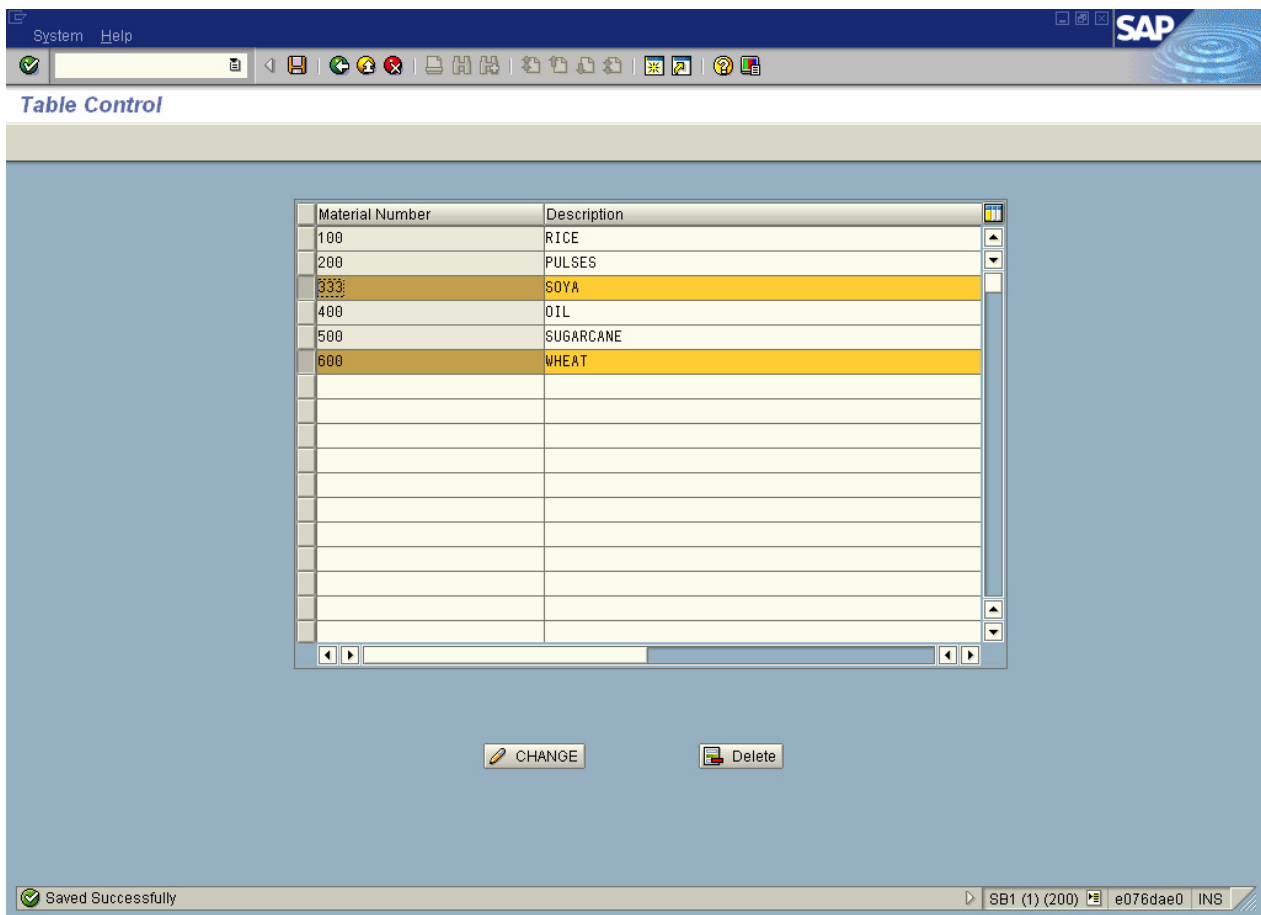 System Help
SAP
Table Control
Material Number Description
100 RICE
200 PULSES
333 SOYA
400 OIL
500 SUGARCANE
600 WHEAT
CHANGE Delete
Saved Successfully SB1 (1) (200) e076dae0 INS